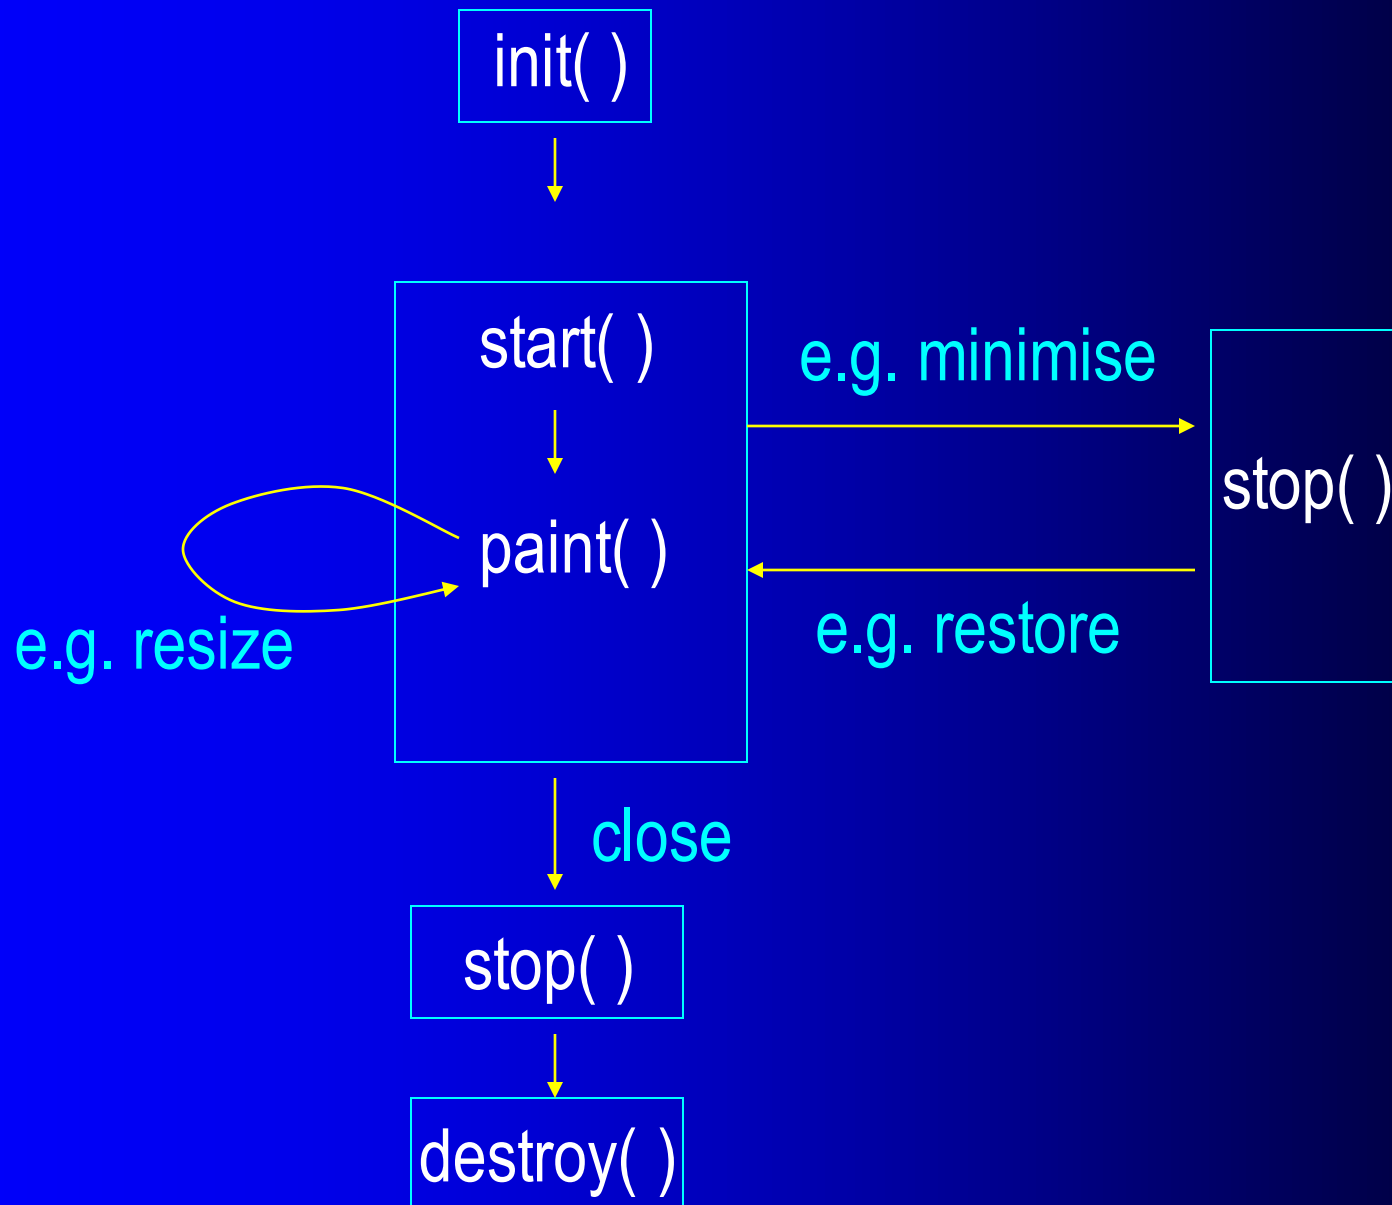 init( )
start( )
e.g. minimise
stop( )
paint( )
e.g. resize
e.g. restore
close
stop( )
destroy( )